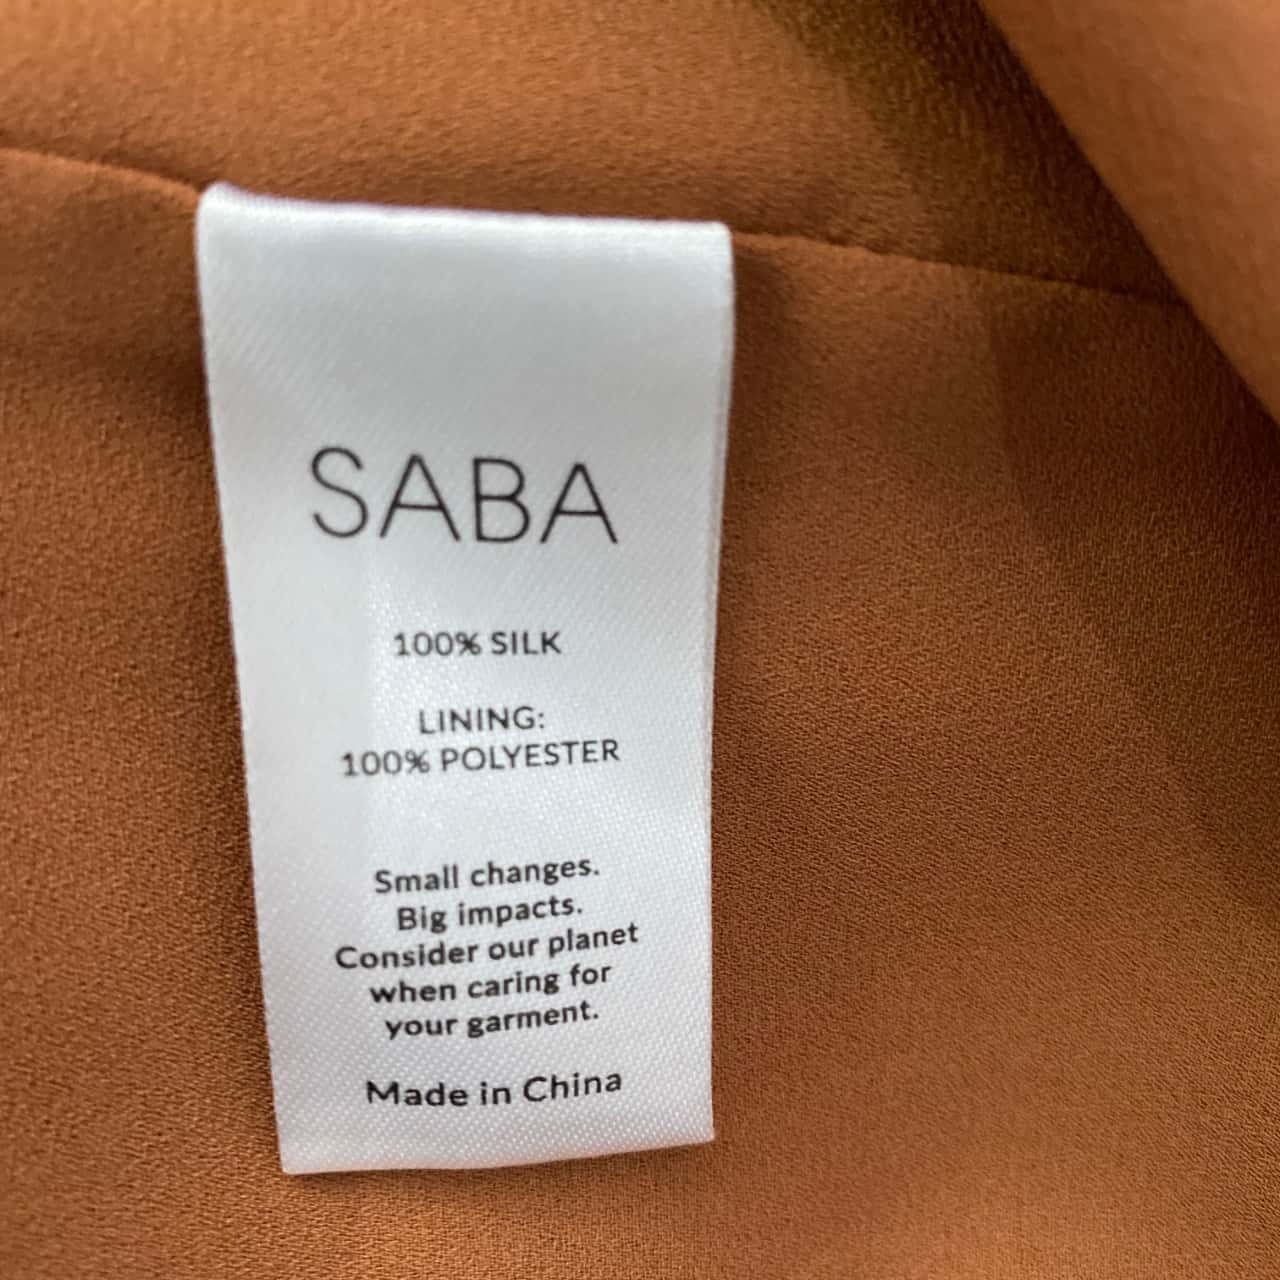 SABA
100% SILK
LINING:
100% POLYESTER
Small changes.
Big impacts.
Consider our planet
when caring for
your garment.
Made in China